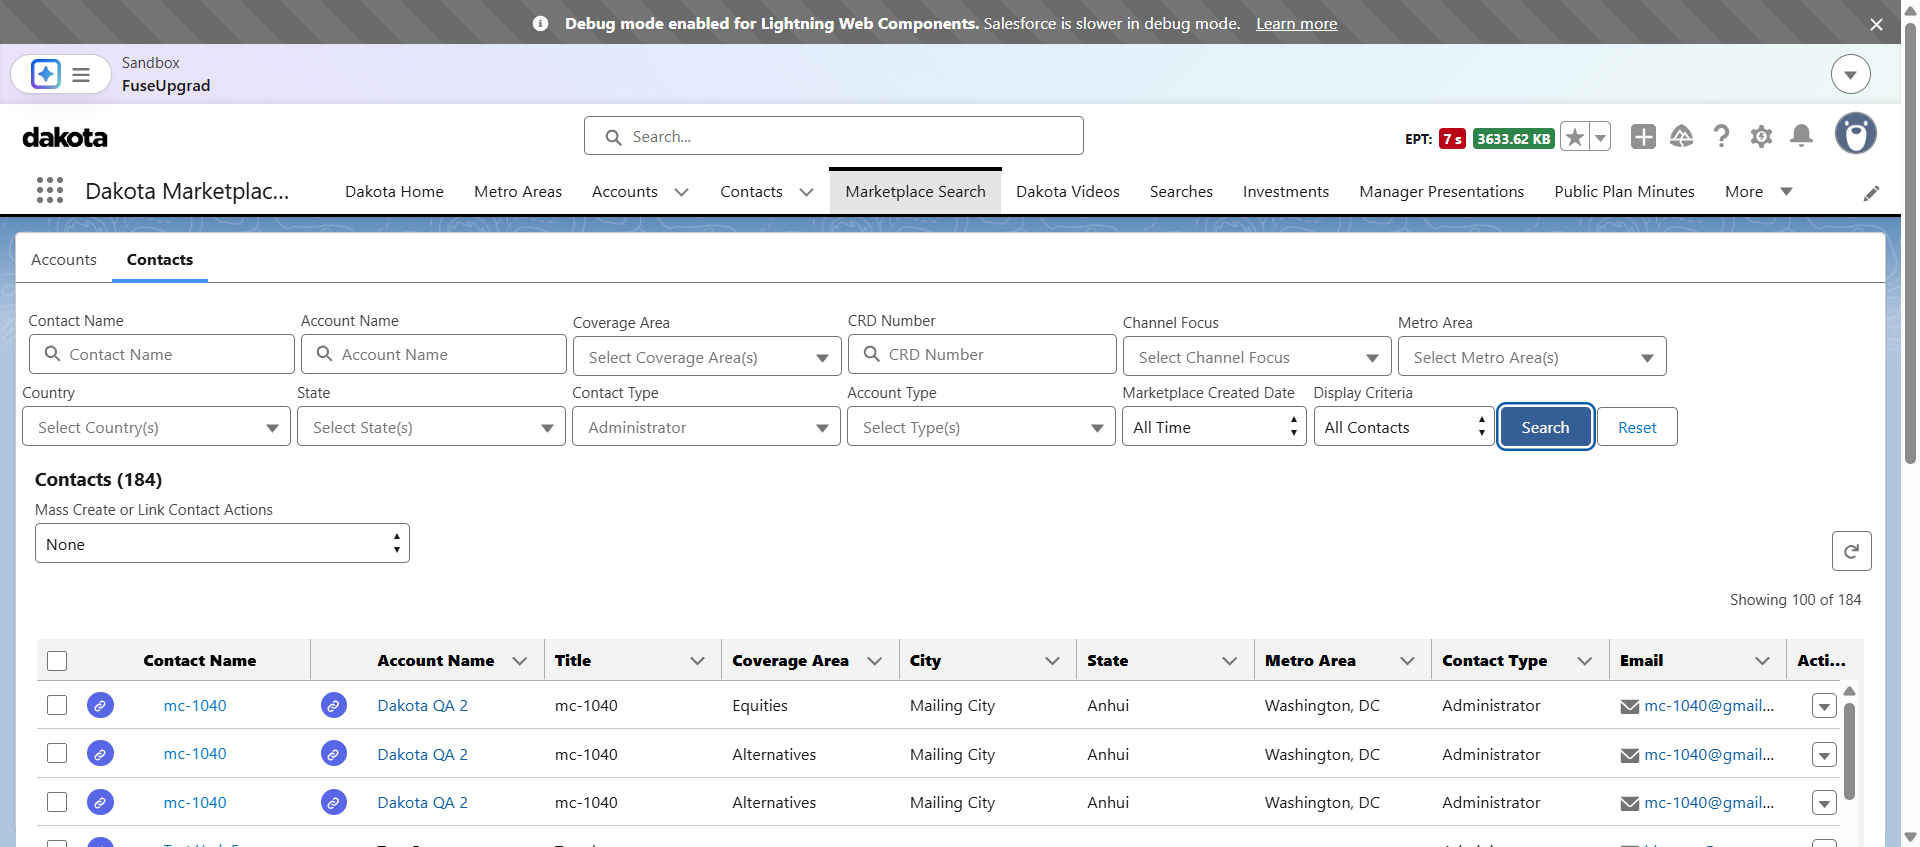 Debug mode enabled for Lightning Web Components. Salesforce is slower in debug mode. Learn more
Sandbox
FuseUpgrad
dakota
Search...
EPT: 7 s 3633.62 KB
Dakota Marketplac...
Dakota Home Metro Areas Accounts Contacts Marketplace Search Dakota Videos Searches Investments Manager Presentations Public Plan Minutes More
Accounts Contacts
Contact Name Account Name Coverage Area CRD Number Channel Focus Metro Area
Contact Name Account Name Select Coverage Area(s) CRD Number Select Channel Focus Select Metro Area(s)
Country State Contact Type Account Type Marketplace Created Date Display Criteria
Select Country(s) Select State(s) Administrator Select Type(s) All Time All Contacts Search Reset
Contacts (184)
Mass Create or Link Contact Actions
None
Showing 100 of 184
Contact Name Account Name Title Coverage Area City State Metro Area Contact Type Email Acti...
mc-1040 Dakota QA 2 mc-1040 Equities Mailing City Anhui Washington, DC Administrator mc-1040@gmail...
mc-1040 Dakota QA 2 mc-1040 Alternatives Mailing City Anhui Washington, DC Administrator mc-1040@gmail...
mc-1040 Dakota QA 2 mc-1040 Alternatives Mailing City Anhui Washington, DC Administrator mc-1040@gmail...